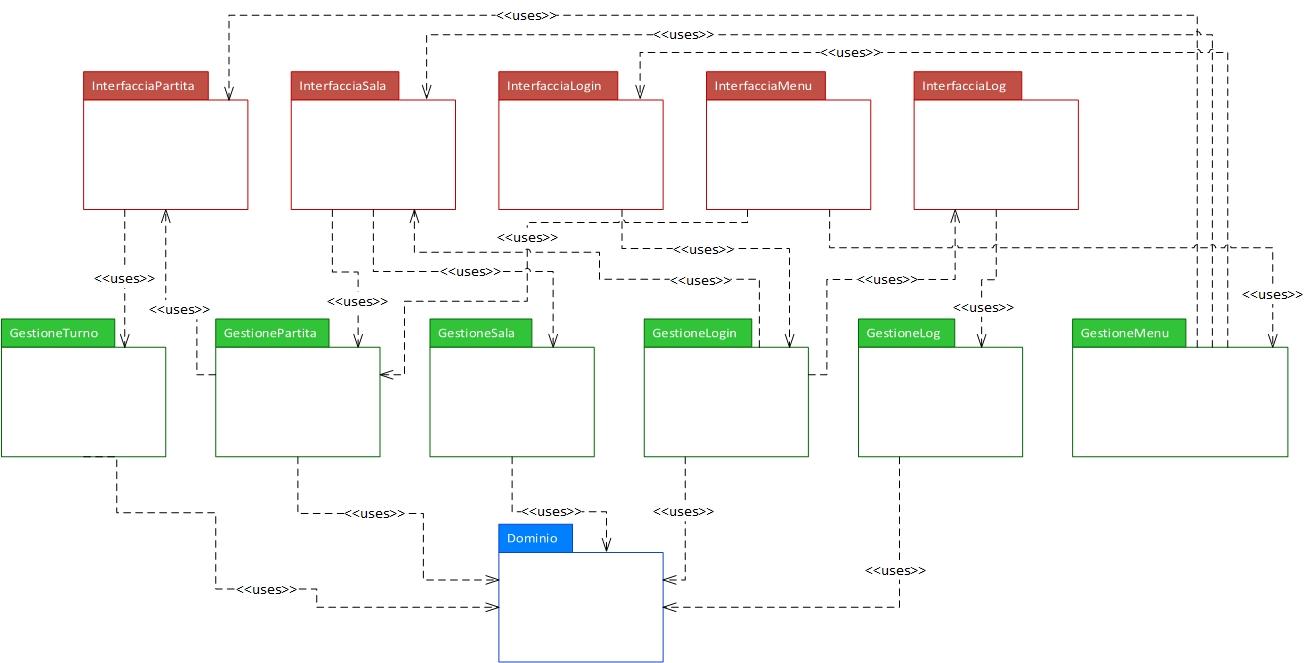 <<uses>>
<<uses>>
<<uses>>
InterfacciaPartita
InterfacciaSala
InterfacciaLogin
InterfacciaMenu
InterfacciaLog
<<uses>>
<<uses>>
<<uses>>
<<uses>>
<<uses>>
<<uses>>
<<uses>>
<<uses>>
<<uses>>
<<uses>>
<<uses>>
GestioneTurno
GestionePartita
GestioneSala
GestioneLogin
GestioneLog
GestioneMenu
<<uses>>
<<uses>>
<<uses>>
Dominio
<<uses>>
<<uses>>